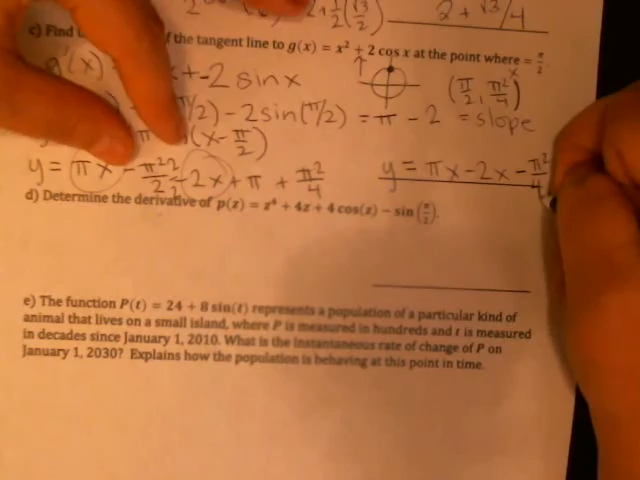 2 + √3/4
c) Find the tangent line to g(x) = x² + 2 cos x at the point where = π/2.
g'(x) x + -2 sin x
(π/2, π²/4)
π/2) - 2sin(π/2) = π - 2 = slope
(x - π/2)
y = πx - π²/2 - 2x + π + π²/4
y = πx - 2x - π²/4
d) Determine the derivative of p(z) = z⁴ + 4z + 4 cos(z) − sin(π/2).
e) The function P(t) = 24 + 8 sin(t) represents a population of a particular kind of
animal that lives on a small island, where P is measured in hundreds and t is measured
in decades since January 1, 2010. What is the instantaneous rate of change of P on
January 1, 2030? Explains how the population is behaving at this point in time.